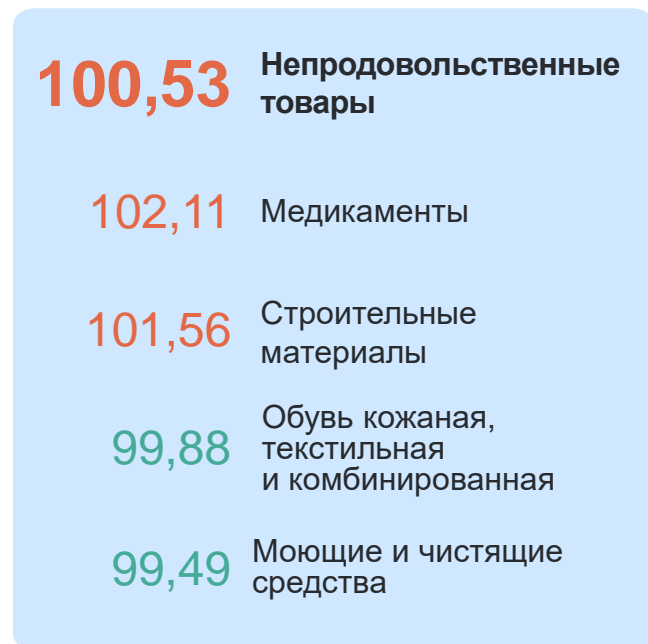 100,53 Непродовольственные
товары
102,11 Медикаменты
101,56 Строительные
материалы
99,88 Обувь кожаная,
текстильная
и комбинированная
99,49 Моющие и чистящие
средства